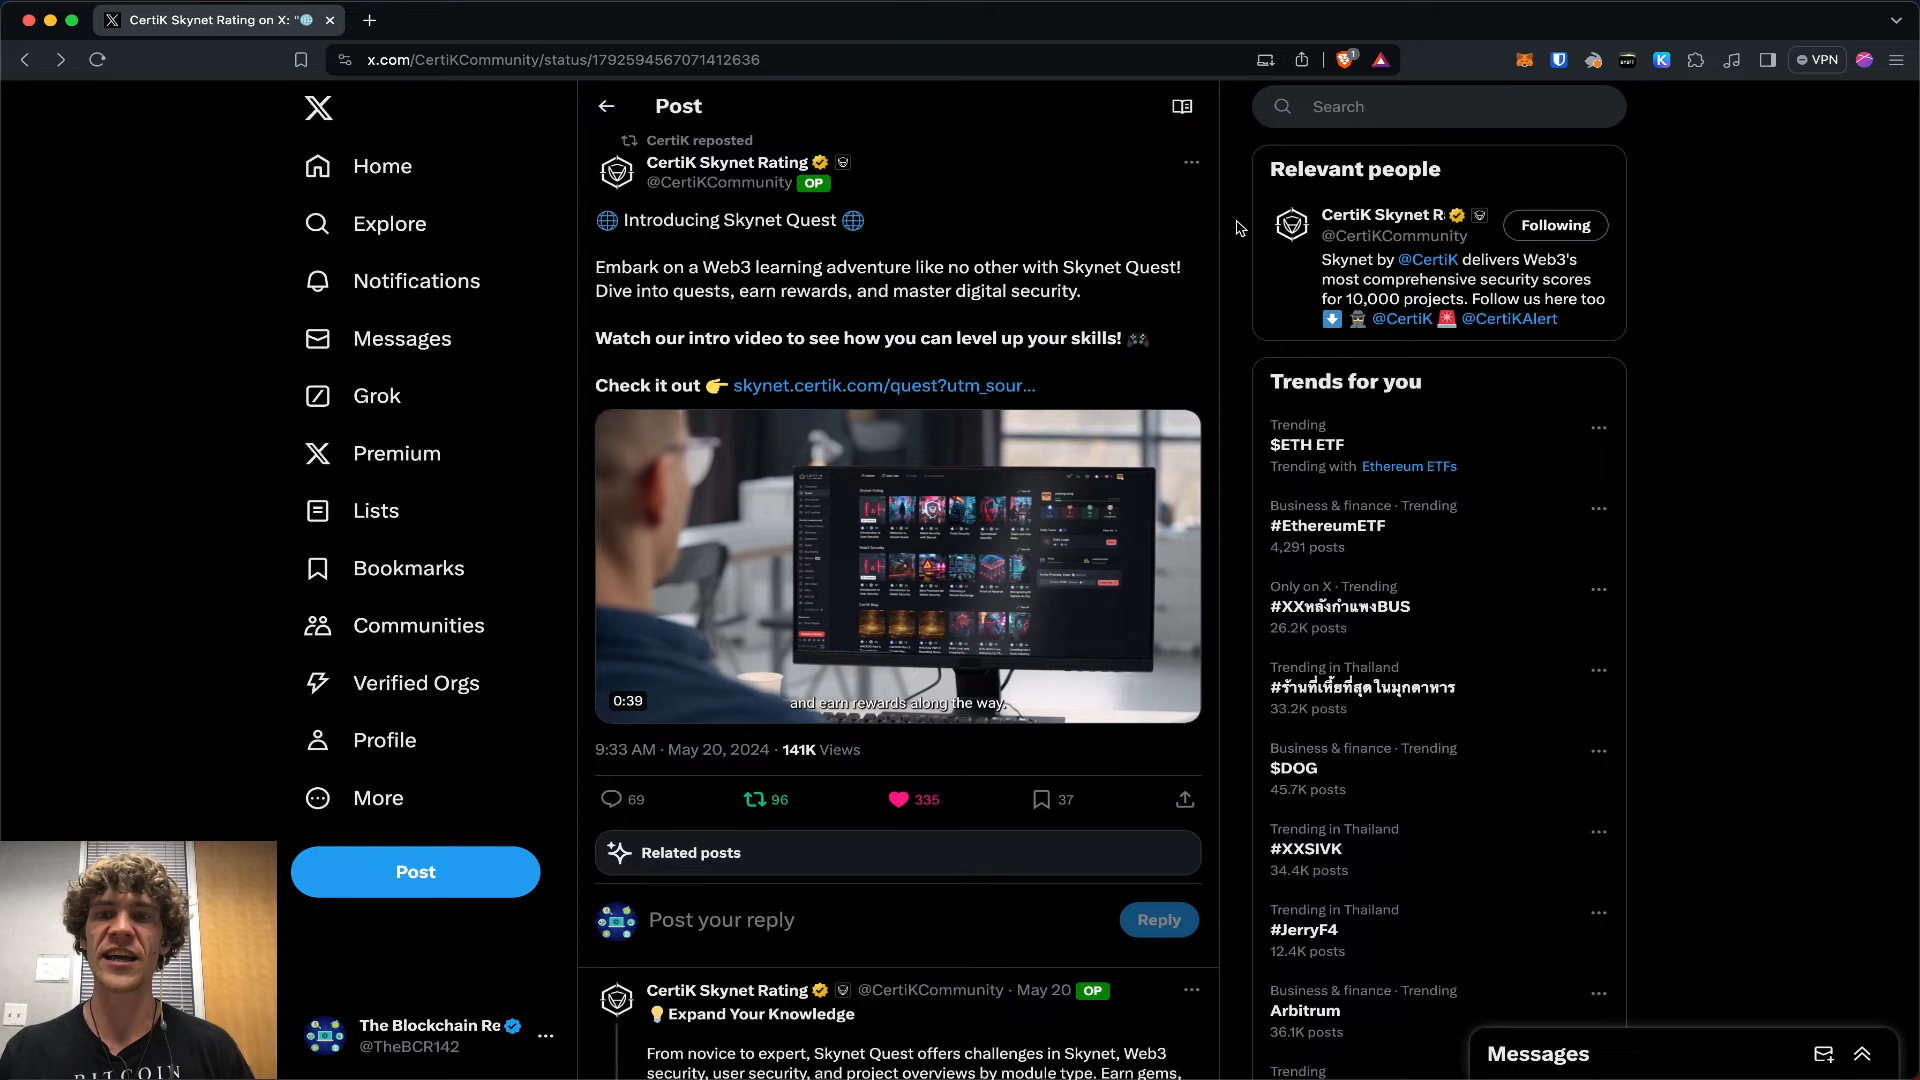 CertiK Skynet Rating on X: "🌐
x.com/CertiKCommunity/status/1792594567071412636
1
VPN
Post
Search
CertiK reposted
CertiK Skynet Rating
@CertiKCommunity OP
🌐 Introducing Skynet Quest 🌐
Embark on a Web3 learning adventure like no other with Skynet Quest!
Dive into quests, earn rewards, and master digital security.
Watch our intro video to see how you can level up your skills! 🎮
Check it out 👉 skynet.certik.com/quest?utm_sour…
0:39
and earn rewards along the way.
9:33 AM · May 20, 2024 · 141K Views
69
96
335
37
Related posts
Post your reply
Reply
CertiK Skynet Rating @CertiKCommunity · May 20 OP
💡Expand Your Knowledge
From novice to expert, Skynet Quest offers challenges in Skynet, Web3
security, user security, and project overviews by module type. Earn gems,
Home
Explore
Notifications
Messages
Grok
Premium
Lists
Bookmarks
Communities
Verified Orgs
Profile
More
Post
The Blockchain Re
@TheBCR142
BITCOIN
Relevant people
CertiK Skynet R
@CertiKCommunity
Following
Skynet by @CertiK delivers Web3's
most comprehensive security scores
for 10,000 projects. Follow us here too
⬇️ 🕵️ @CertiK 🚨 @CertiKAlert
Trends for you
Trending
$ETH ETF
Trending with Ethereum ETFs
Business & finance · Trending
#EthereumETF
4,291 posts
Only on X · Trending
#XXหลังกำแพงBUS
26.2K posts
Trending in Thailand
#ร้านที่เหี้ยที่สุดในมุกดาหาร
33.2K posts
Business & finance · Trending
$DOG
45.7K posts
Trending in Thailand
#XXSIVK
34.4K posts
Trending in Thailand
#JerryF4
12.4K posts
Business & finance · Trending
Arbitrum
36.1K posts
Trending
Messages